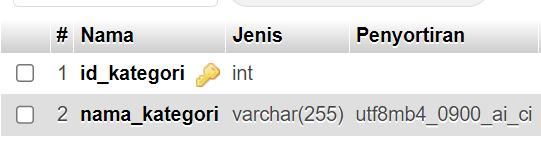 # Nama Jenis Penyortiran
1 id_kategori int
2 nama_kategori varchar(255) utf8mb4_0900_ai_ci